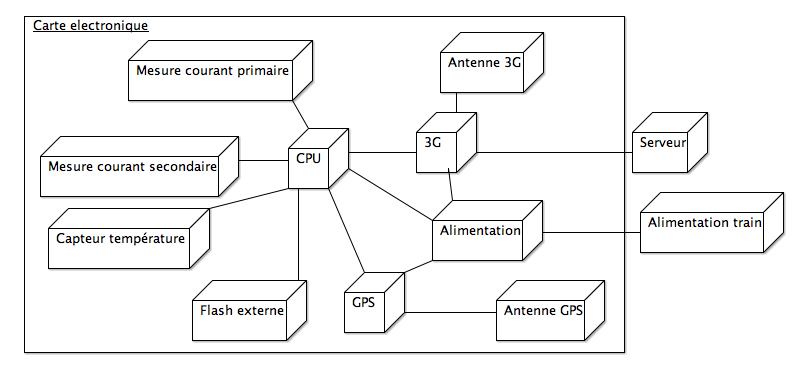 Carte electronique
Antenne 3G
Mesure courant primaire
3G
Serveur
CPU
Mesure courant secondaire
Alimentation train
Alimentation
Capteur température
GPS
Flash externe
Antenne GPS